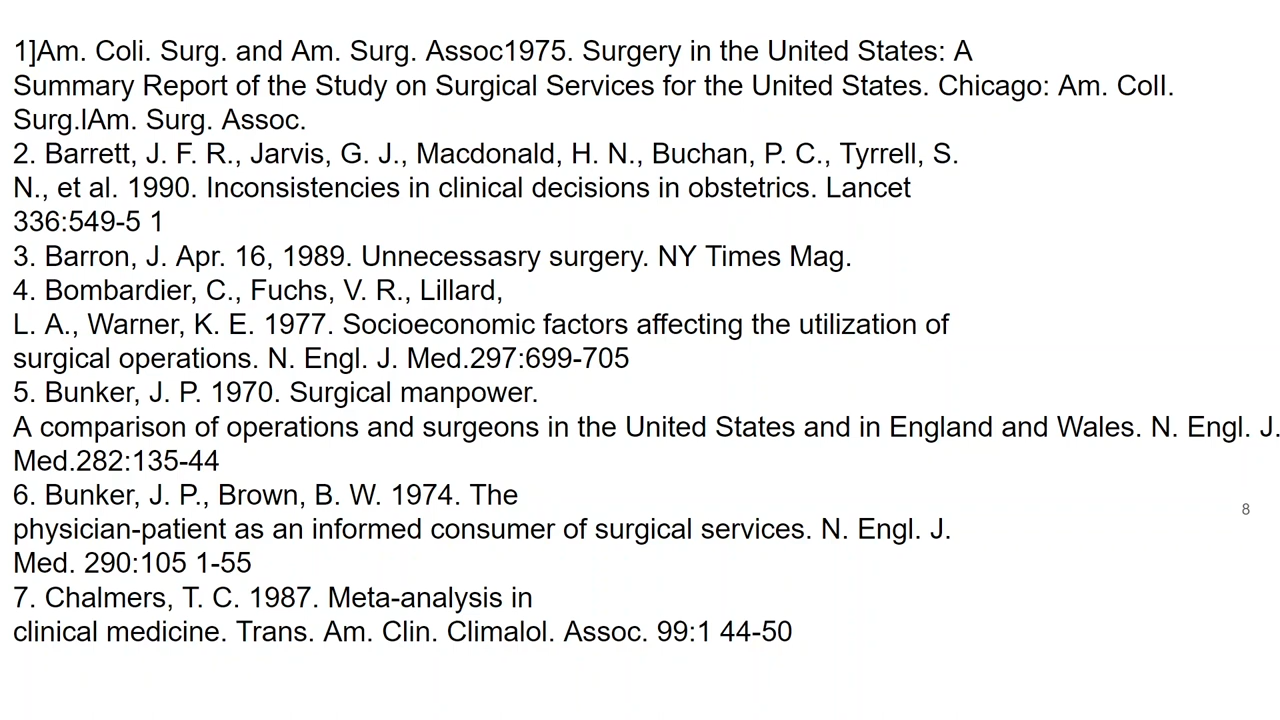 1]Am. Coli. Surg. and Am. Surg. Assoc1975. Surgery in the United States: A
Summary Report of the Study on Surgical Services for the United States. Chicago: Am. Coll.
Surg.lAm. Surg. Assoc.
2. Barrett, J. F. R., Jarvis, G. J., Macdonald, H. N., Buchan, P. C., Tyrrell, S.
N., et al. 1990. Inconsistencies in clinical decisions in obstetrics. Lancet
336:549-5 1
3. Barron, J. Apr. 16, 1989. Unnecessasry surgery. NY Times Mag.
4. Bombardier, C., Fuchs, V. R., Lillard,
L. A., Warner, K. E. 1977. Socioeconomic factors affecting the utilization of
surgical operations. N. Engl. J. Med.297:699-705
5. Bunker, J. P. 1970. Surgical manpower.
A comparison of operations and surgeons in the United States and in England and Wales. N. Engl. J.
Med.282:135-44
6. Bunker, J. P., Brown, B. W. 1974. The
physician-patient as an informed consumer of surgical services. N. Engl. J.
Med. 290:105 1-55
7. Chalmers, T. C. 1987. Meta-analysis in
clinical medicine. Trans. Am. Clin. Climalol. Assoc. 99:1 44-50
8